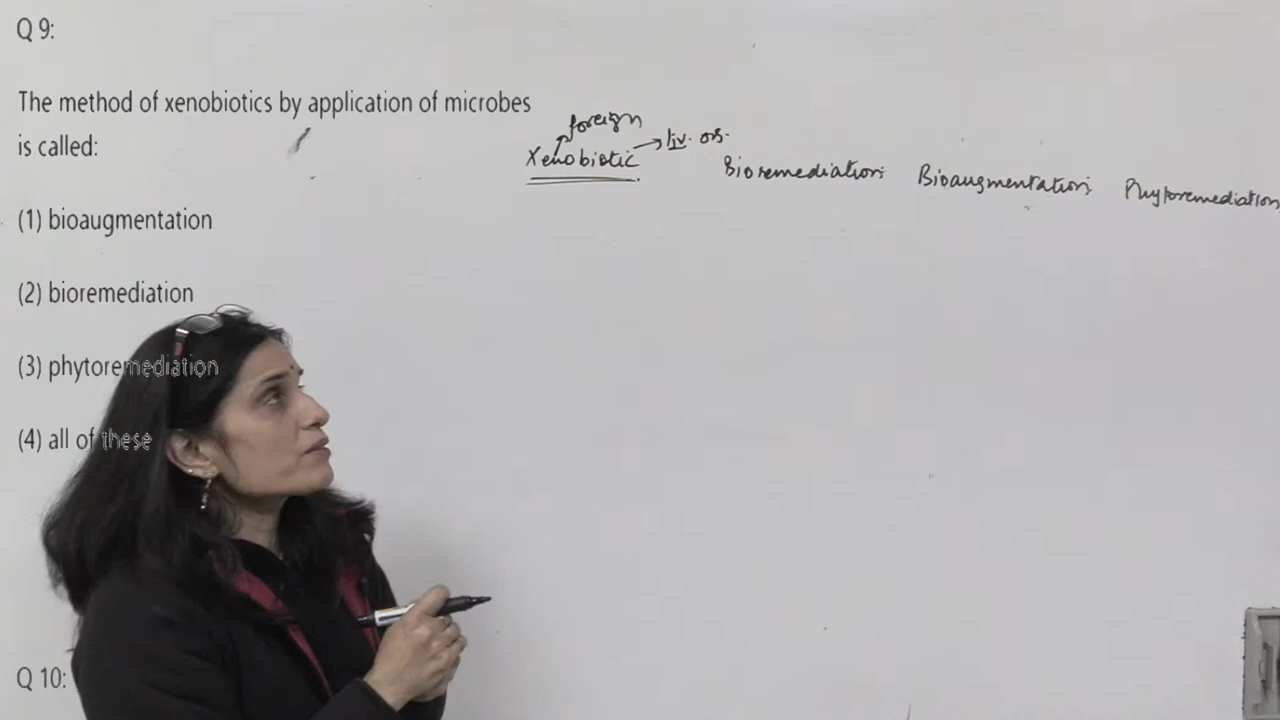 Q 9:
The method of xenobiotics by application of microbes
is called:
(1) bioaugmentation
(2) bioremediation
(3) phytoremediation
(4) all of these
Q 10:
foreign
Xenobiotic → liv. org.
Bioremediation Bioaugmentation Phytoremediation